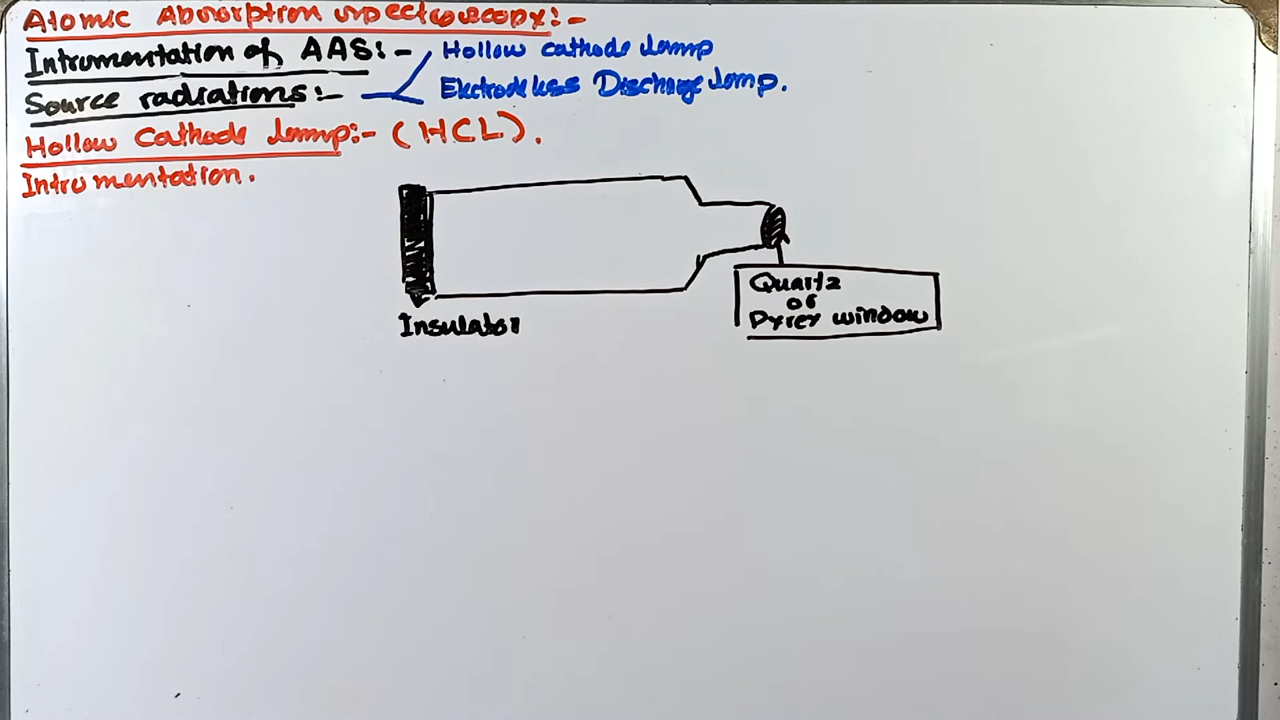 Atomic Absorption spectroscopy:-
Intrumentation of AAS:- Hollow cathode lamp
Source radiations:- Electrodeless Discharge lamp.
Hollow Cathode lamp:- (HCL).
Intrumentation.
Insulator
Quartz
or
Pyrex window